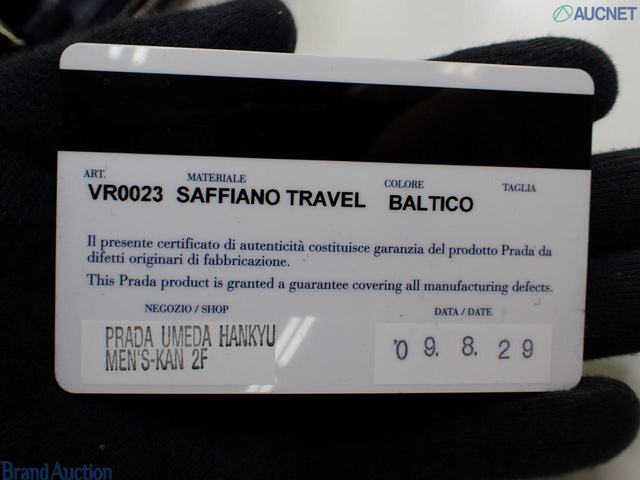 AUCNET
ART. MATERIALE COLORE TAGLIA
VR0023 SAFFIANO TRAVEL BALTICO
Il presente certificato di autenticità costituisce garanzia del prodotto Prada da
difetti originari di fabbricazione.
This Prada product is granted a guarantee covering all manufacturing defects.
NEGOZIO / SHOP DATA / DATE
PRADA UMEDA HANKYU
MEN'S-KAN 2F
'09. 8. 29
Brand Auction